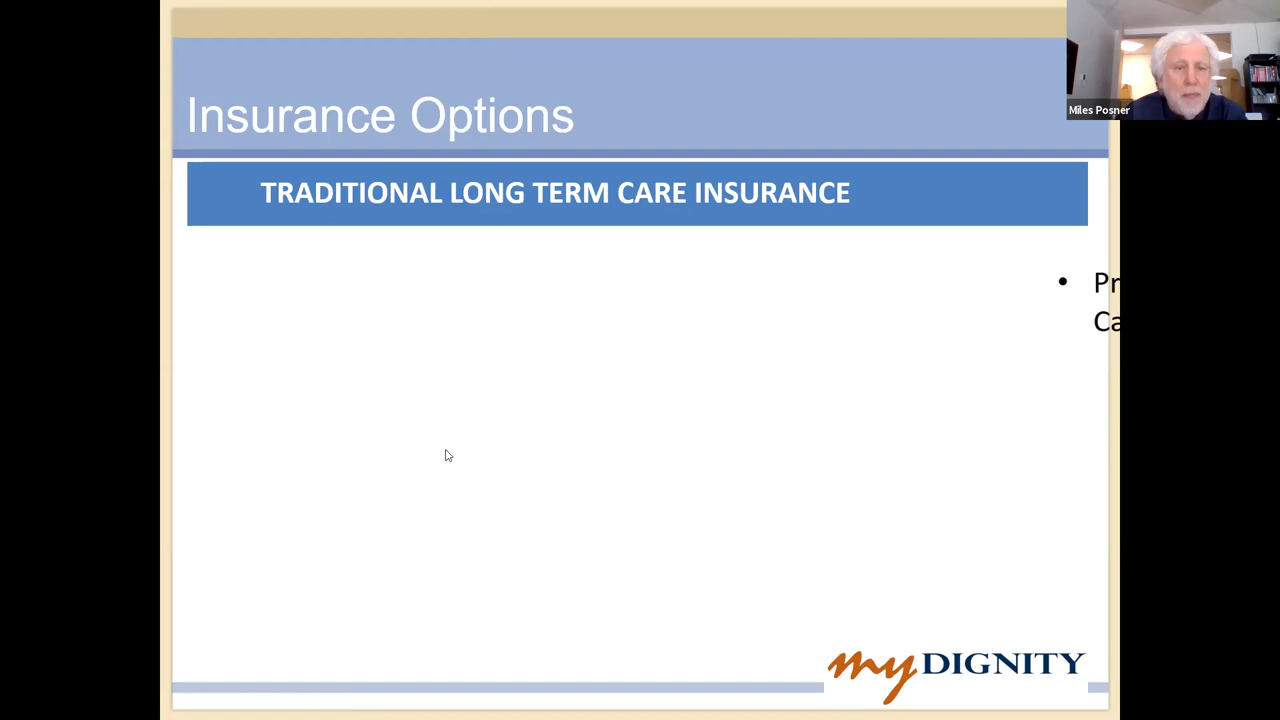 Insurance Options
Miles Posner
TRADITIONAL LONG TERM CARE INSURANCE
•
my DIGNITY